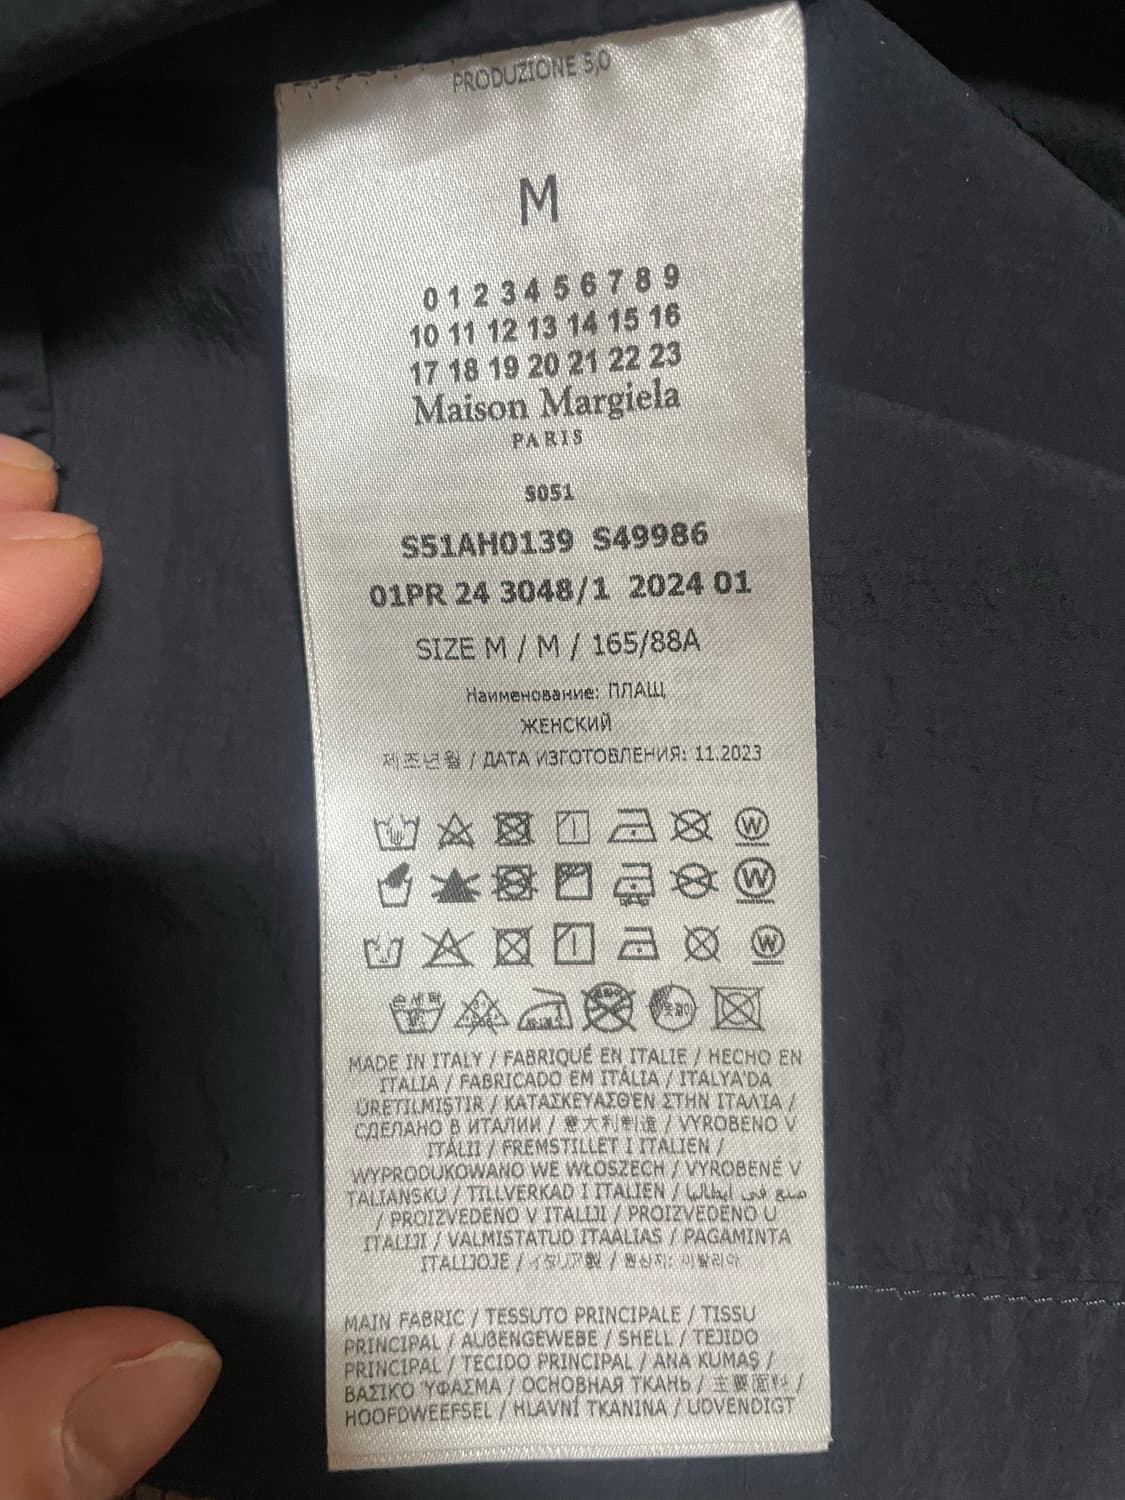 PRODUZIONE 5,0
M
0 1 2 3 4 5 6 7 8 9
10 11 12 13 14 15 16
17 18 19 20 21 22 23
Maison Margiela
PARIS
S051
S51AH0139 S49986
01PR 24 3048/1 2024 01
SIZE M / M / 165/88A
Наименование: ПЛАЩ
ЖЕНСКИЙ
제조년월 / ДАТА ИЗГОТОВЛЕНИЯ: 11.2023
W
W
W
손세탁
MADE IN ITALY / FABRIQUÉ EN ITALIE / HECHO EN
ITALIA / FABRICADO EM ITÁLIA / ITALYA'DA
ÜRETILMIŞTIR / ΚΑΤΑΣΚΕΥΑΣΘΕΝ ΣΤΗΝ ΙΤΑΛΙΑ /
СДЕЛАНО В ИТАЛИИ / 意大利制造 / VYROBENO V
ITÁLII / FREMSTILLET I ITALIEN /
WYPRODUKOWANO WE WŁOSZECH / VYROBENÉ V
TALIANSKU / TILLVERKAD I ITALIEN / صنع في ايطاليا
/ PROIZVEDENO V ITALIJI / PROIZVEDENO U
ITALIJI / VALMISTATUD ITAALIAS / PAGAMINTA
ITALIJOJE / イタリア製 / 원산지: 이탈리아
MAIN FABRIC / TESSUTO PRINCIPALE / TISSU
PRINCIPAL / AUßENGEWEBE / SHELL / TEJIDO
PRINCIPAL / TECIDO PRINCIPAL / ANA KUMAŞ /
ΒΑΣΙΚΟ ΎΦΑΣΜΑ / ОСНОВНАЯ ТКАНЬ / 主要面料 /
HOOFDWEEFSEL / HLAVNÍ TKANINA / UDVENDIGT